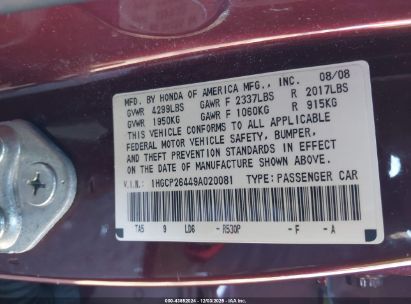 MFD. BY HONDA OF AMERICA MFG., INC. 08/08
GVWR 4299LBS GAWR F 2337LBS R 2017LBS
GVWR 1950KG GAWR F 1060KG R 915KG
THIS VEHICLE CONFORMS TO ALL APPLICABLE
FEDERAL MOTOR VEHICLE SAFETY, BUMPER,
AND THEFT PREVENTION STANDARDS IN EFFECT
ON THE DATE OF MANUFACTURE SHOWN ABOVE.
V.I.N.: 1HGCP26449A020081 TYPE: PASSENGER CAR
TA5 9 LD6 -R530P -F -A